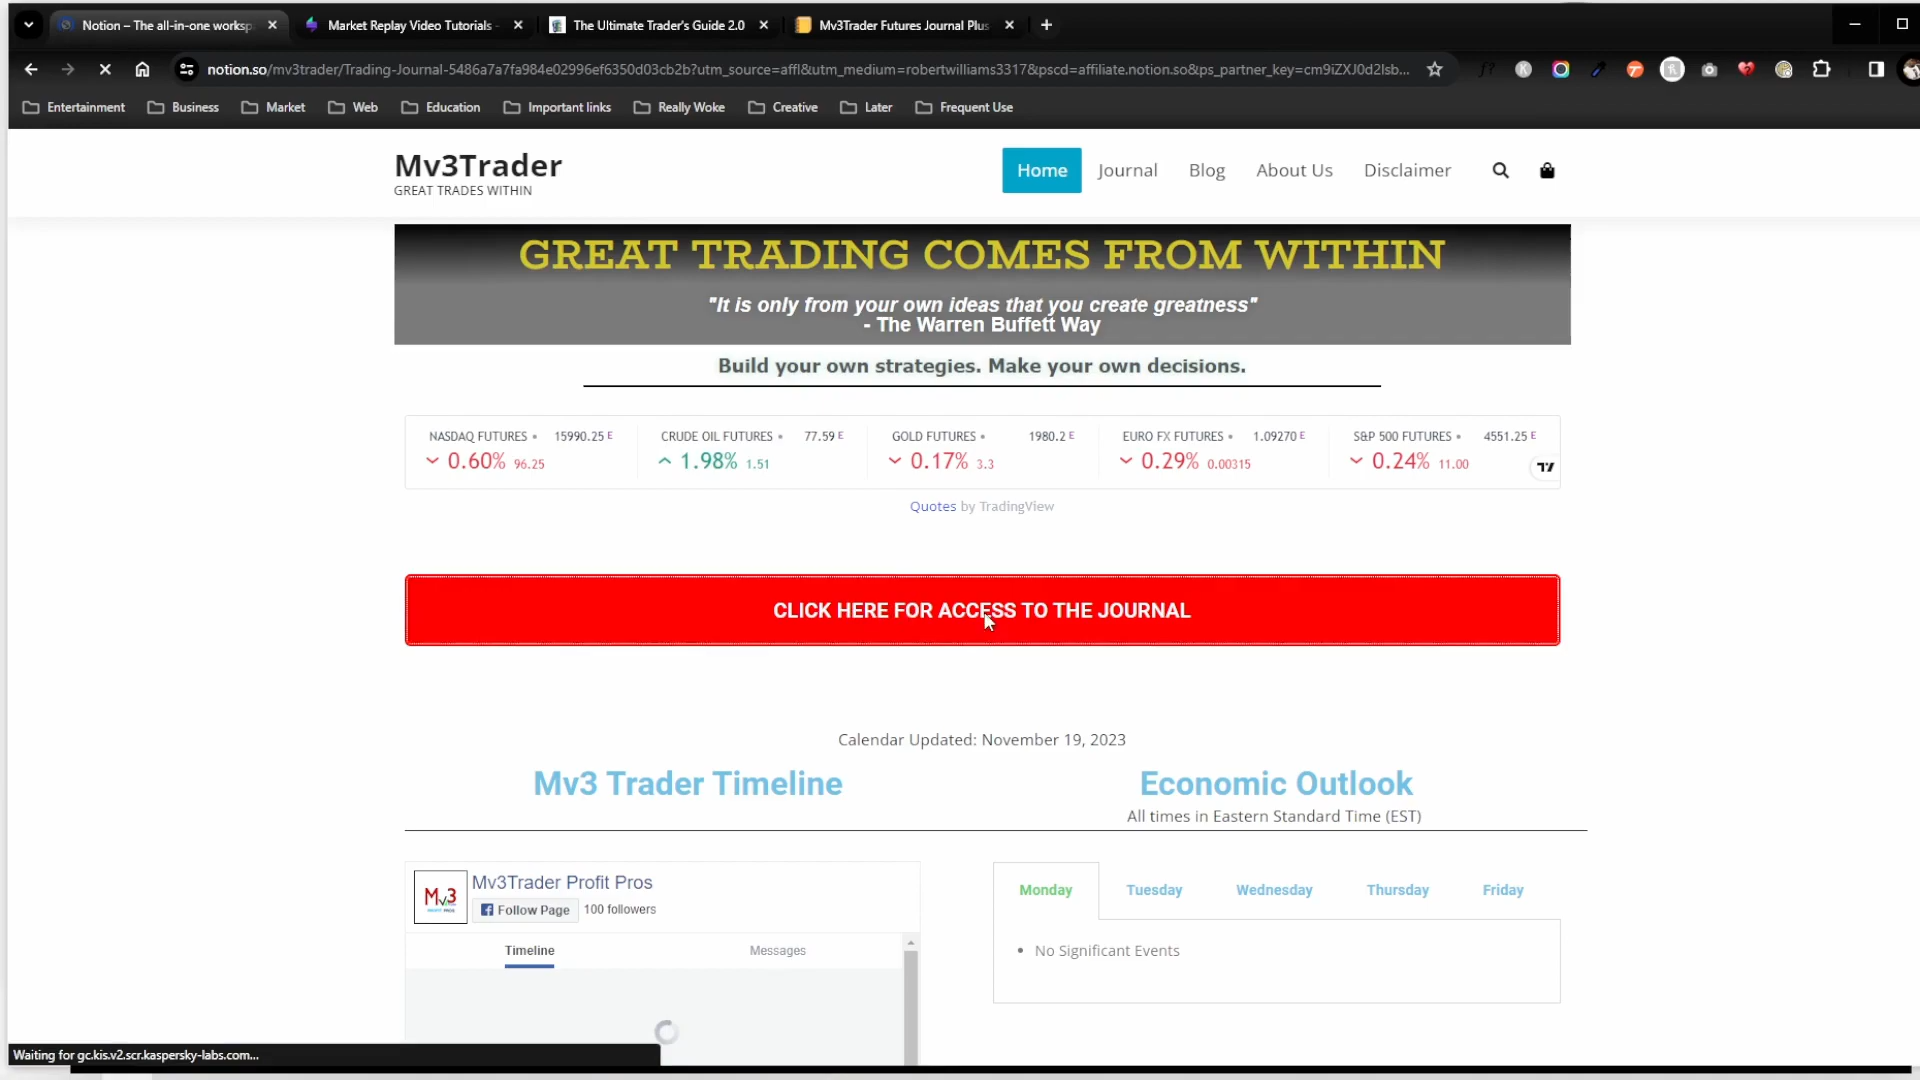 Notion – The all-in-one worksp
Market Replay Video Tutorials -
The Ultimate Trader's Guide 2.0
Mv3Trader Futures Journal Plus
notion.so/mv3trader/Trading-Journal-5486a7a7fa984e02996ef6350d03cb2b?utm_source=affl&utm_medium=robertwilliams3317&pscd=affiliate.notion.so&ps_partner_key=cm9iZXJ0d2lsb...
Entertainment
Business
Market
Web
Education
Important links
Really Woke
Creative
Later
Frequent Use
Mv3Trader
GREAT TRADES WITHIN
Home
Journal
Blog
About Us
Disclaimer
GREAT TRADING COMES FROM WITHIN
"It is only from your own ideas that you create greatness"
- The Warren Buffett Way
Build your own strategies. Make your own decisions.
NASDAQ FUTURES 15990.25 E
0.60% 96.25
CRUDE OIL FUTURES 77.59 E
1.98% 1.51
GOLD FUTURES 1980.2 E
0.17% 3.3
EURO FX FUTURES 1.09270 E
0.29% 0.00315
S&P 500 FUTURES 4551.25 E
0.24% 11.00
Quotes by TradingView
CLICK HERE FOR ACCESS TO THE JOURNAL
Calendar Updated: November 19, 2023
Mv3 Trader Timeline
Economic Outlook
All times in Eastern Standard Time (EST)
Mv3
Mv3Trader Profit Pros
Follow Page
100 followers
Timeline
Messages
Monday
Tuesday
Wednesday
Thursday
Friday
• No Significant Events
Waiting for gc.kis.v2.scr.kaspersky-labs.com...